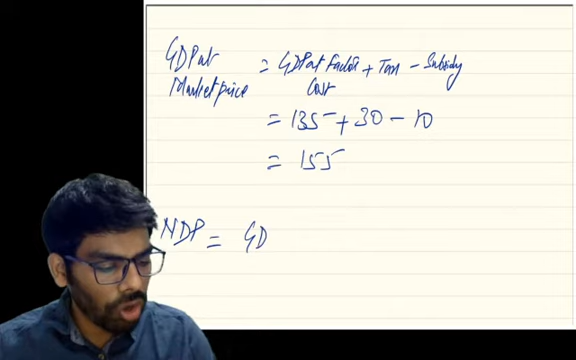 GDP at = GDP at Factor + Tax - Subsidy
Market price Cost
= 135 + 30 - 10
= 155
NDP = GD